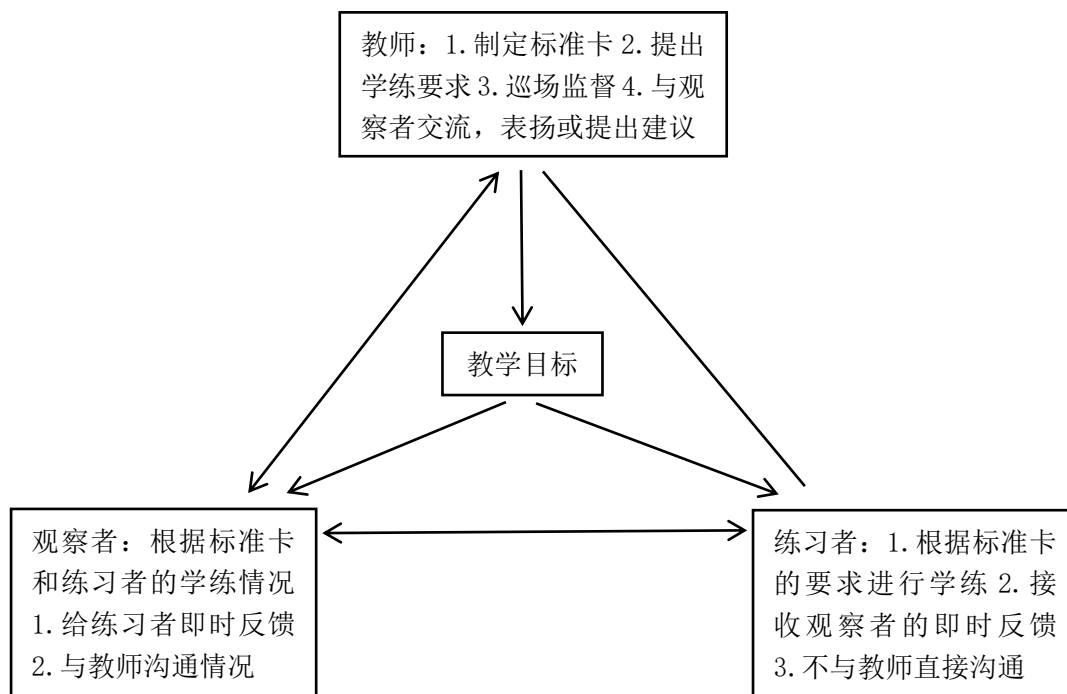 教师：1.制定标准卡 2.提出
学练要求 3.巡场监督 4.与观
察者交流，表扬或提出建议
教学目标
观察者：根据标准卡
和练习者的学练情况
1.给练习者即时反馈
2.与教师沟通情况
练习者：1.根据标准卡
的要求进行学练 2.接
收观察者的即时反馈
3.不与教师直接沟通